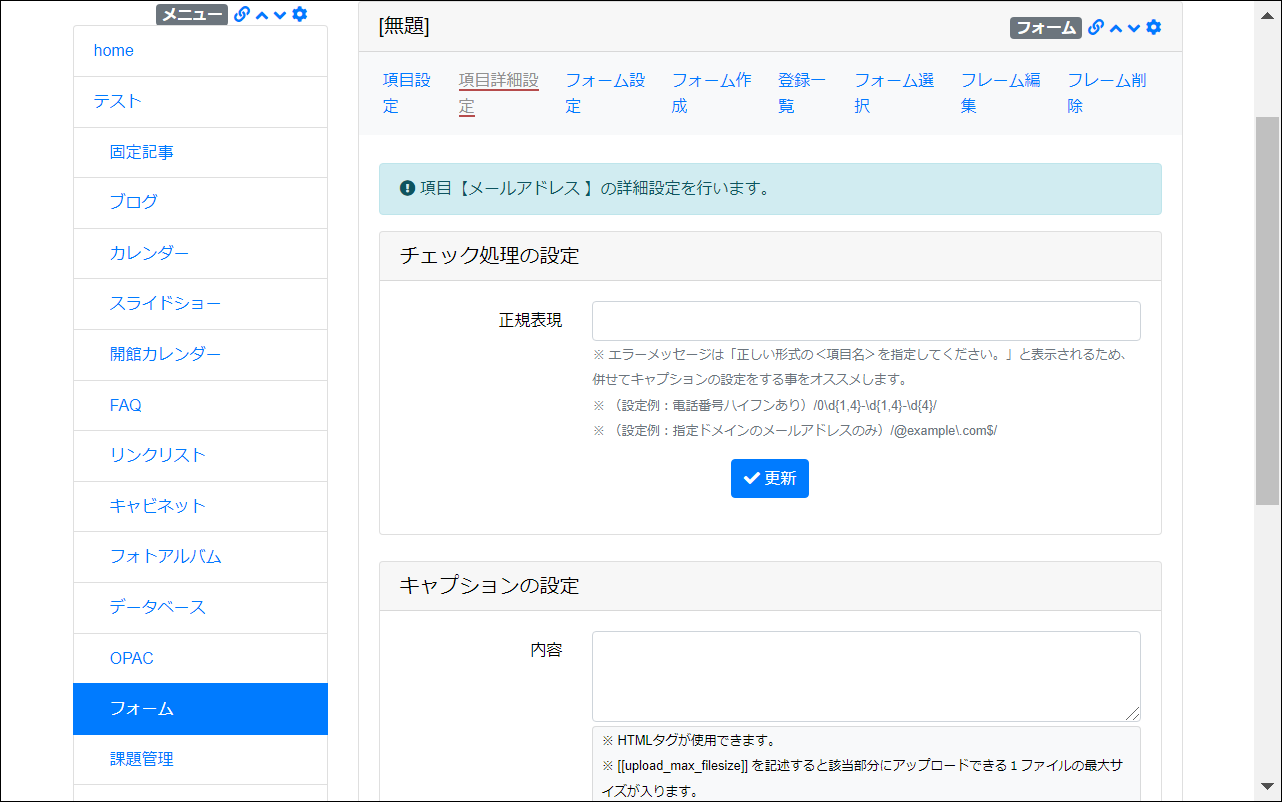 メニュー
home
テスト
固定記事
ブログ
カレンダー
スライドショー
開館カレンダー
FAQ
リンクリスト
キャビネット
フォトアルバム
データベース
OPAC
フォーム
課題管理
[無題]
フォーム
項目設
定
項目詳細設
定
フォーム設
定
フォーム作
成
登録一
覧
フォーム選
択
フレーム編
集
フレーム削
除
項目【メールアドレス 】の詳細設定を行います。
チェック処理の設定
正規表現
※ エラーメッセージは「正しい形式の<項目名>を指定してください。」と表示されるため、
併せてキャプションの設定をする事をオススメします。
※ （設定例：電話番号ハイフンあり）/0\d{1,4}-\d{1,4}-\d{4}/
※ （設定例：指定ドメインのメールアドレスのみ）/@example\.com$/
更新
キャプションの設定
内容
※ HTMLタグが使用できます。
※ [[upload_max_filesize]] を記述すると該当部分にアップロードできる１ファイルの最大サ
イズが入ります。